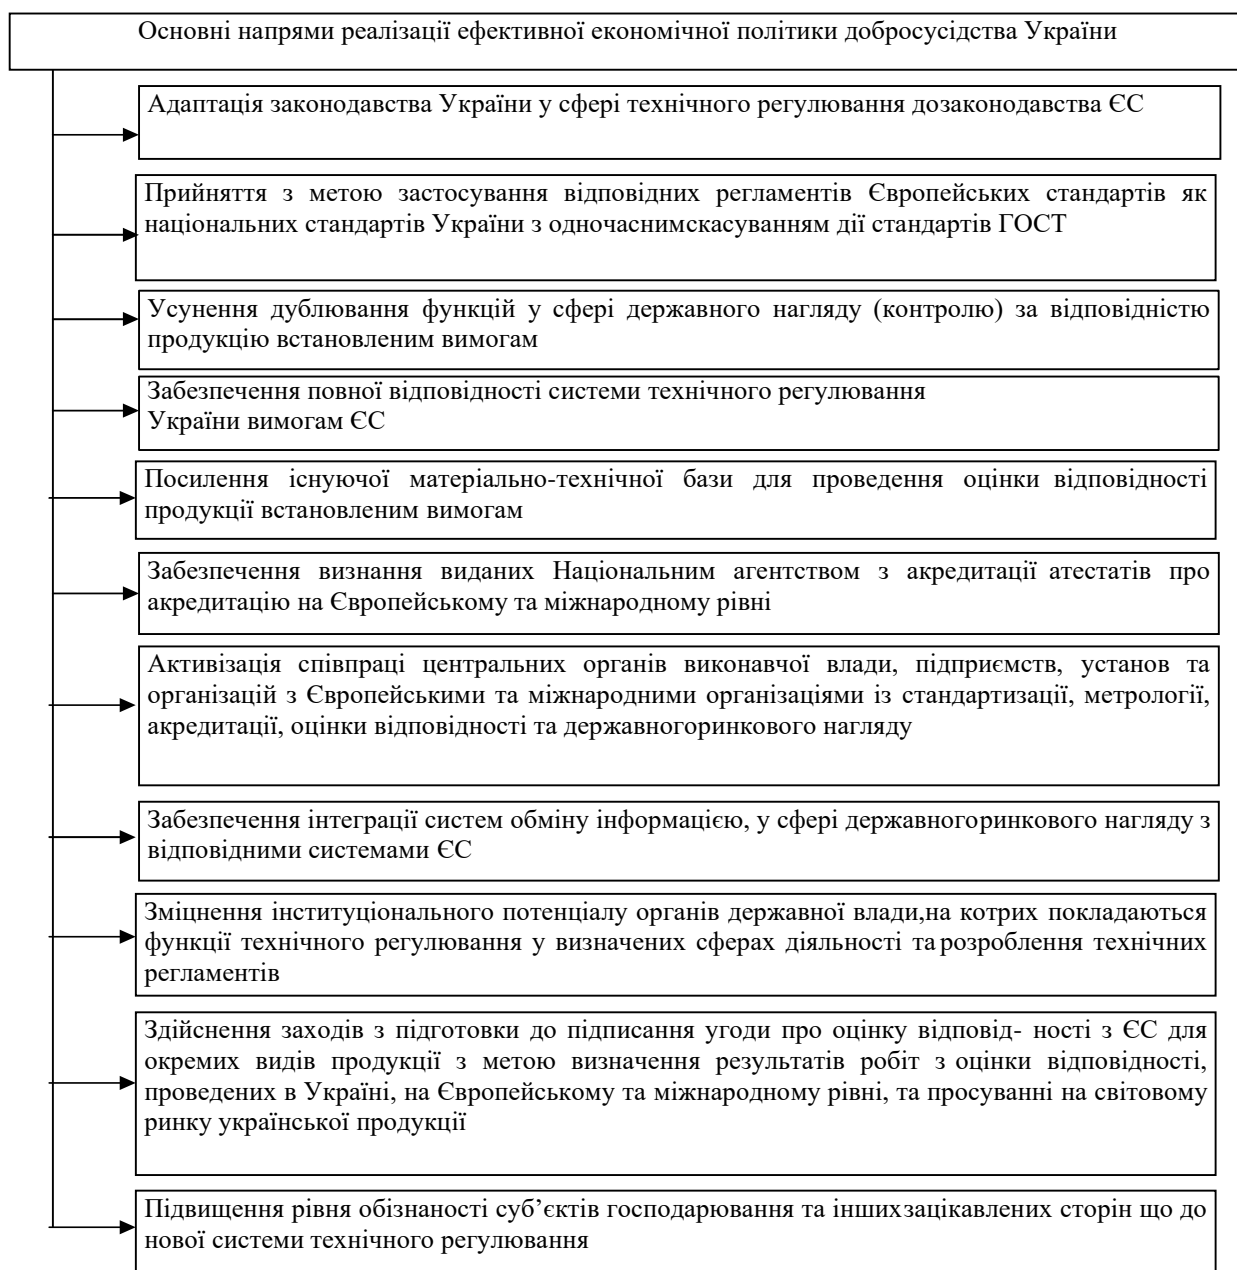 Основні напрями реалізації ефективної економічної політики добросусідства України
Адаптація законодавства України у сфері технічного регулювання дозаконодавства ЄС
Прийняття з метою застосування відповідних регламентів Європейських стандартів як
національних стандартів України з одночаснимскасуванням дії стандартів ГОСТ
Усунення дублювання функцій у сфері державного нагляду (контролю) за відповідністю
продукцію встановленим вимогам
Забезпечення повної відповідності системи технічного регулювання
України вимогам ЄС
Посилення існуючої матеріально-технічної бази для проведення оцінки відповідності
продукції встановленим вимогам
Забезпечення визнання виданих Національним агентством з акредитації атестатів про
акредитацію на Європейському та міжнародному рівні
Активізація співпраці центральних органів виконавчої влади, підприємств, установ та
організацій з Європейськими та міжнародними організаціями із стандартизації, метрології,
акредитації, оцінки відповідності та державногоринкового нагляду
Забезпечення інтеграції систем обміну інформацією, у сфері державногоринкового нагляду з
відповідними системами ЄС
Зміцнення інституціонального потенціалу органів державної влади,на котрих покладаються
функції технічного регулювання у визначених сферах діяльності та розроблення технічних
регламентів
Здійснення заходів з підготовки до підписання угоди про оцінку відповід- ності з ЄС для
окремих видів продукції з метою визначення результатів робіт з оцінки відповідності,
проведених в Україні, на Європейському та міжнародному рівні, та просуванні на світовому
ринку української продукції
Підвищення рівня обізнаності суб’єктів господарювання та іншихзацікавлених сторін що до
нової системи технічного регулювання